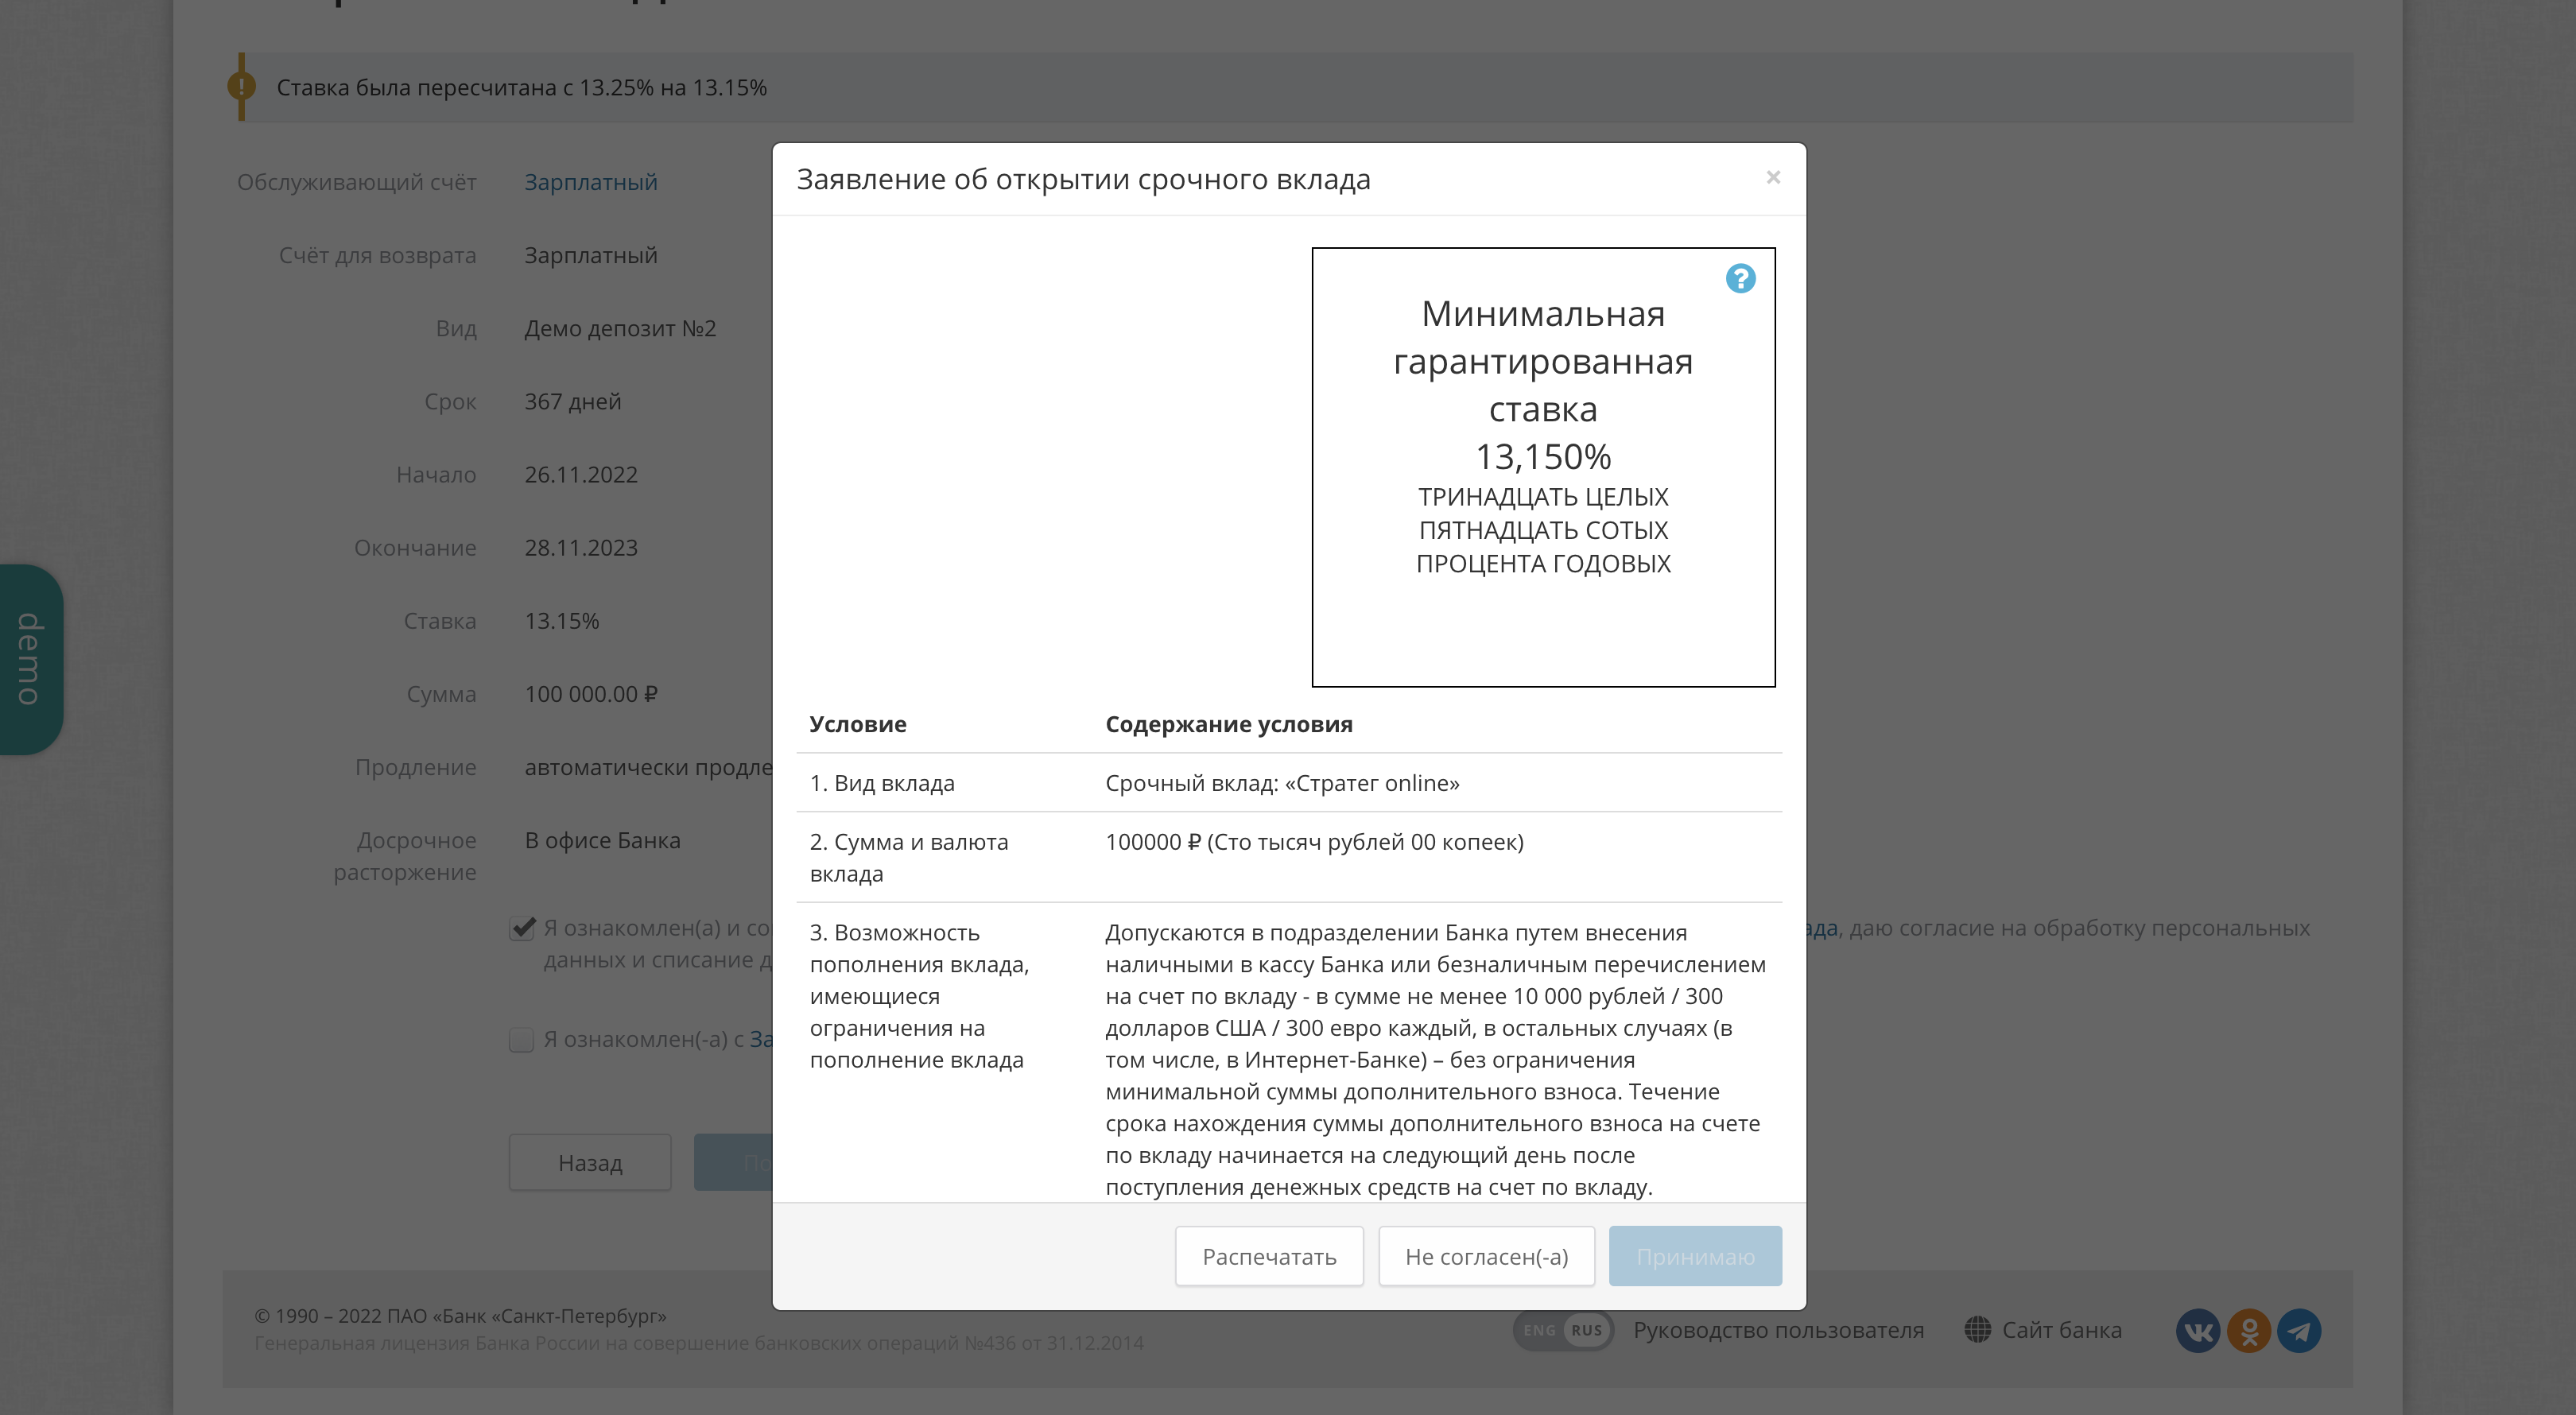 Ставка была пересчитана с 13.25% на 13.15%
Обслуживающий счёт Зарплатный
Счёт для возврата Зарплатный
Вид Демо депозит №2
Срок 367 дней
Начало 26.11.2022
Окончание 28.11.2023
Ставка 13.15%
Сумма 100 000.00 ₽
Продление автоматически
Досрочное
расторжение
В офисе Банка
Я ознакомлен(а) и
, даю согласие на обработку персональных
данных и списание
Я ознакомлен(-а) с
Назад
demo
Заявление об открытии срочного вклада
×
?
Минимальная
гарантированная
ставка
13,150%
ТРИНАДЦАТЬ ЦЕЛЫХ
ПЯТНАДЦАТЬ СОТЫХ
ПРОЦЕНТА ГОДОВЫХ
Условие Содержание условия
1. Вид вклада Срочный вклад: «Стратег online»
2. Сумма и валюта
вклада
100000 ₽ (Сто тысяч рублей 00 копеек)
3. Возможность
пополнения вклада,
имеющиеся
ограничения на
пополнение вклада
Допускаются в подразделении Банка путем внесения
наличными в кассу Банка или безналичным перечислением
на счет по вкладу - в сумме не менее 10 000 рублей / 300
долларов США / 300 евро каждый, в остальных случаях (в
том числе, в Интернет-Банке) – без ограничения
минимальной суммы дополнительного взноса. Течение
срока нахождения суммы дополнительного взноса на счете
по вкладу начинается на следующий день после
поступления денежных средств на счет по вкладу.
Распечатать Не согласен(-а) Принимаю
© 1990 – 2022 ПАО «Банк «Санкт-Петербург»
Генеральная лицензия Банка России на совершение банковских операций №436 от 31.12.2014
ENG RUS Руководство пользователя Сайт банка